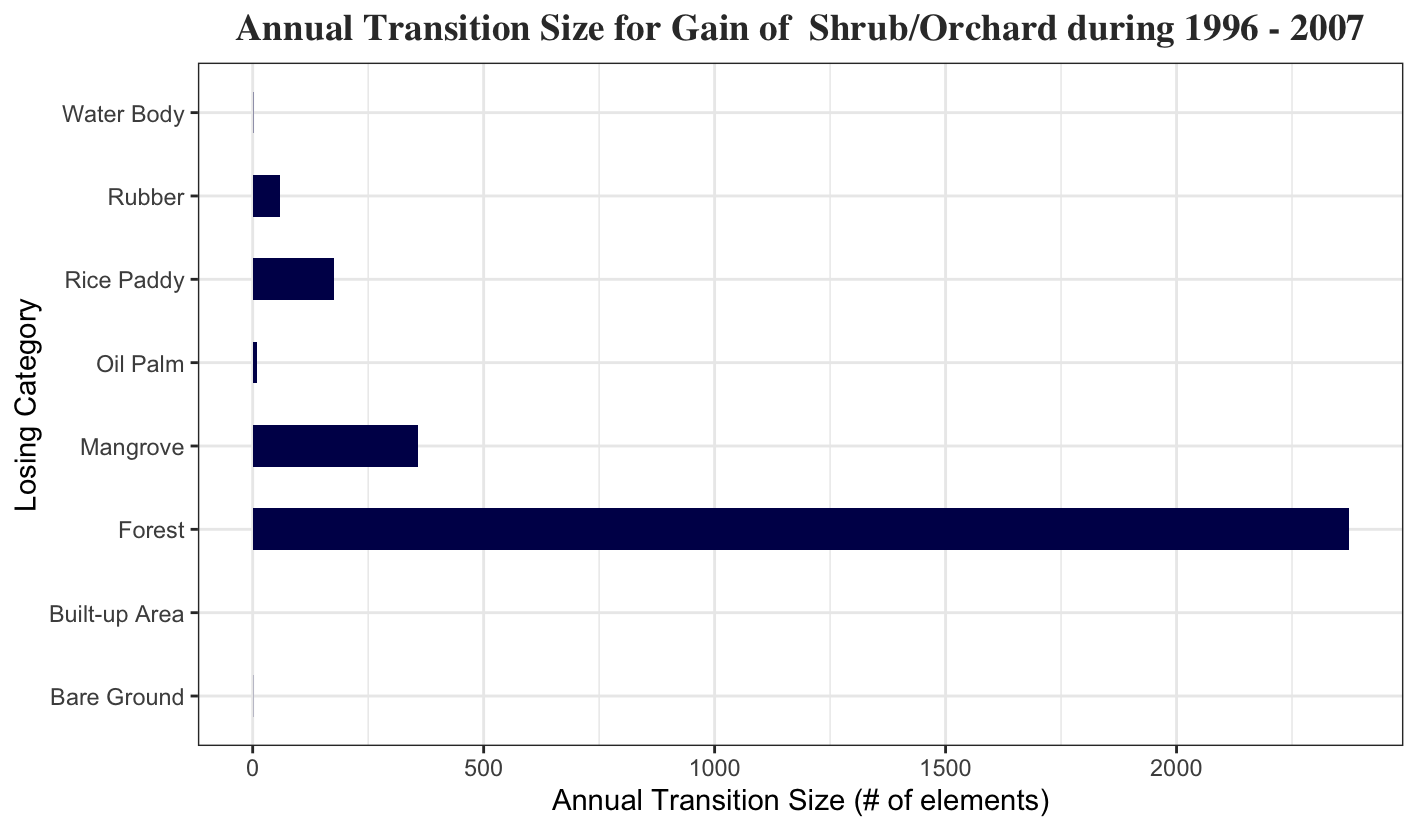 Annual Transition Size for Gain of  Shrub/Orchard during 1996 - 2007
Losing Category
Water Body
Rubber
Rice Paddy
Oil Palm
Mangrove
Forest
Built-up Area
Bare Ground
0 500 1000 1500 2000
Annual Transition Size (# of elements)